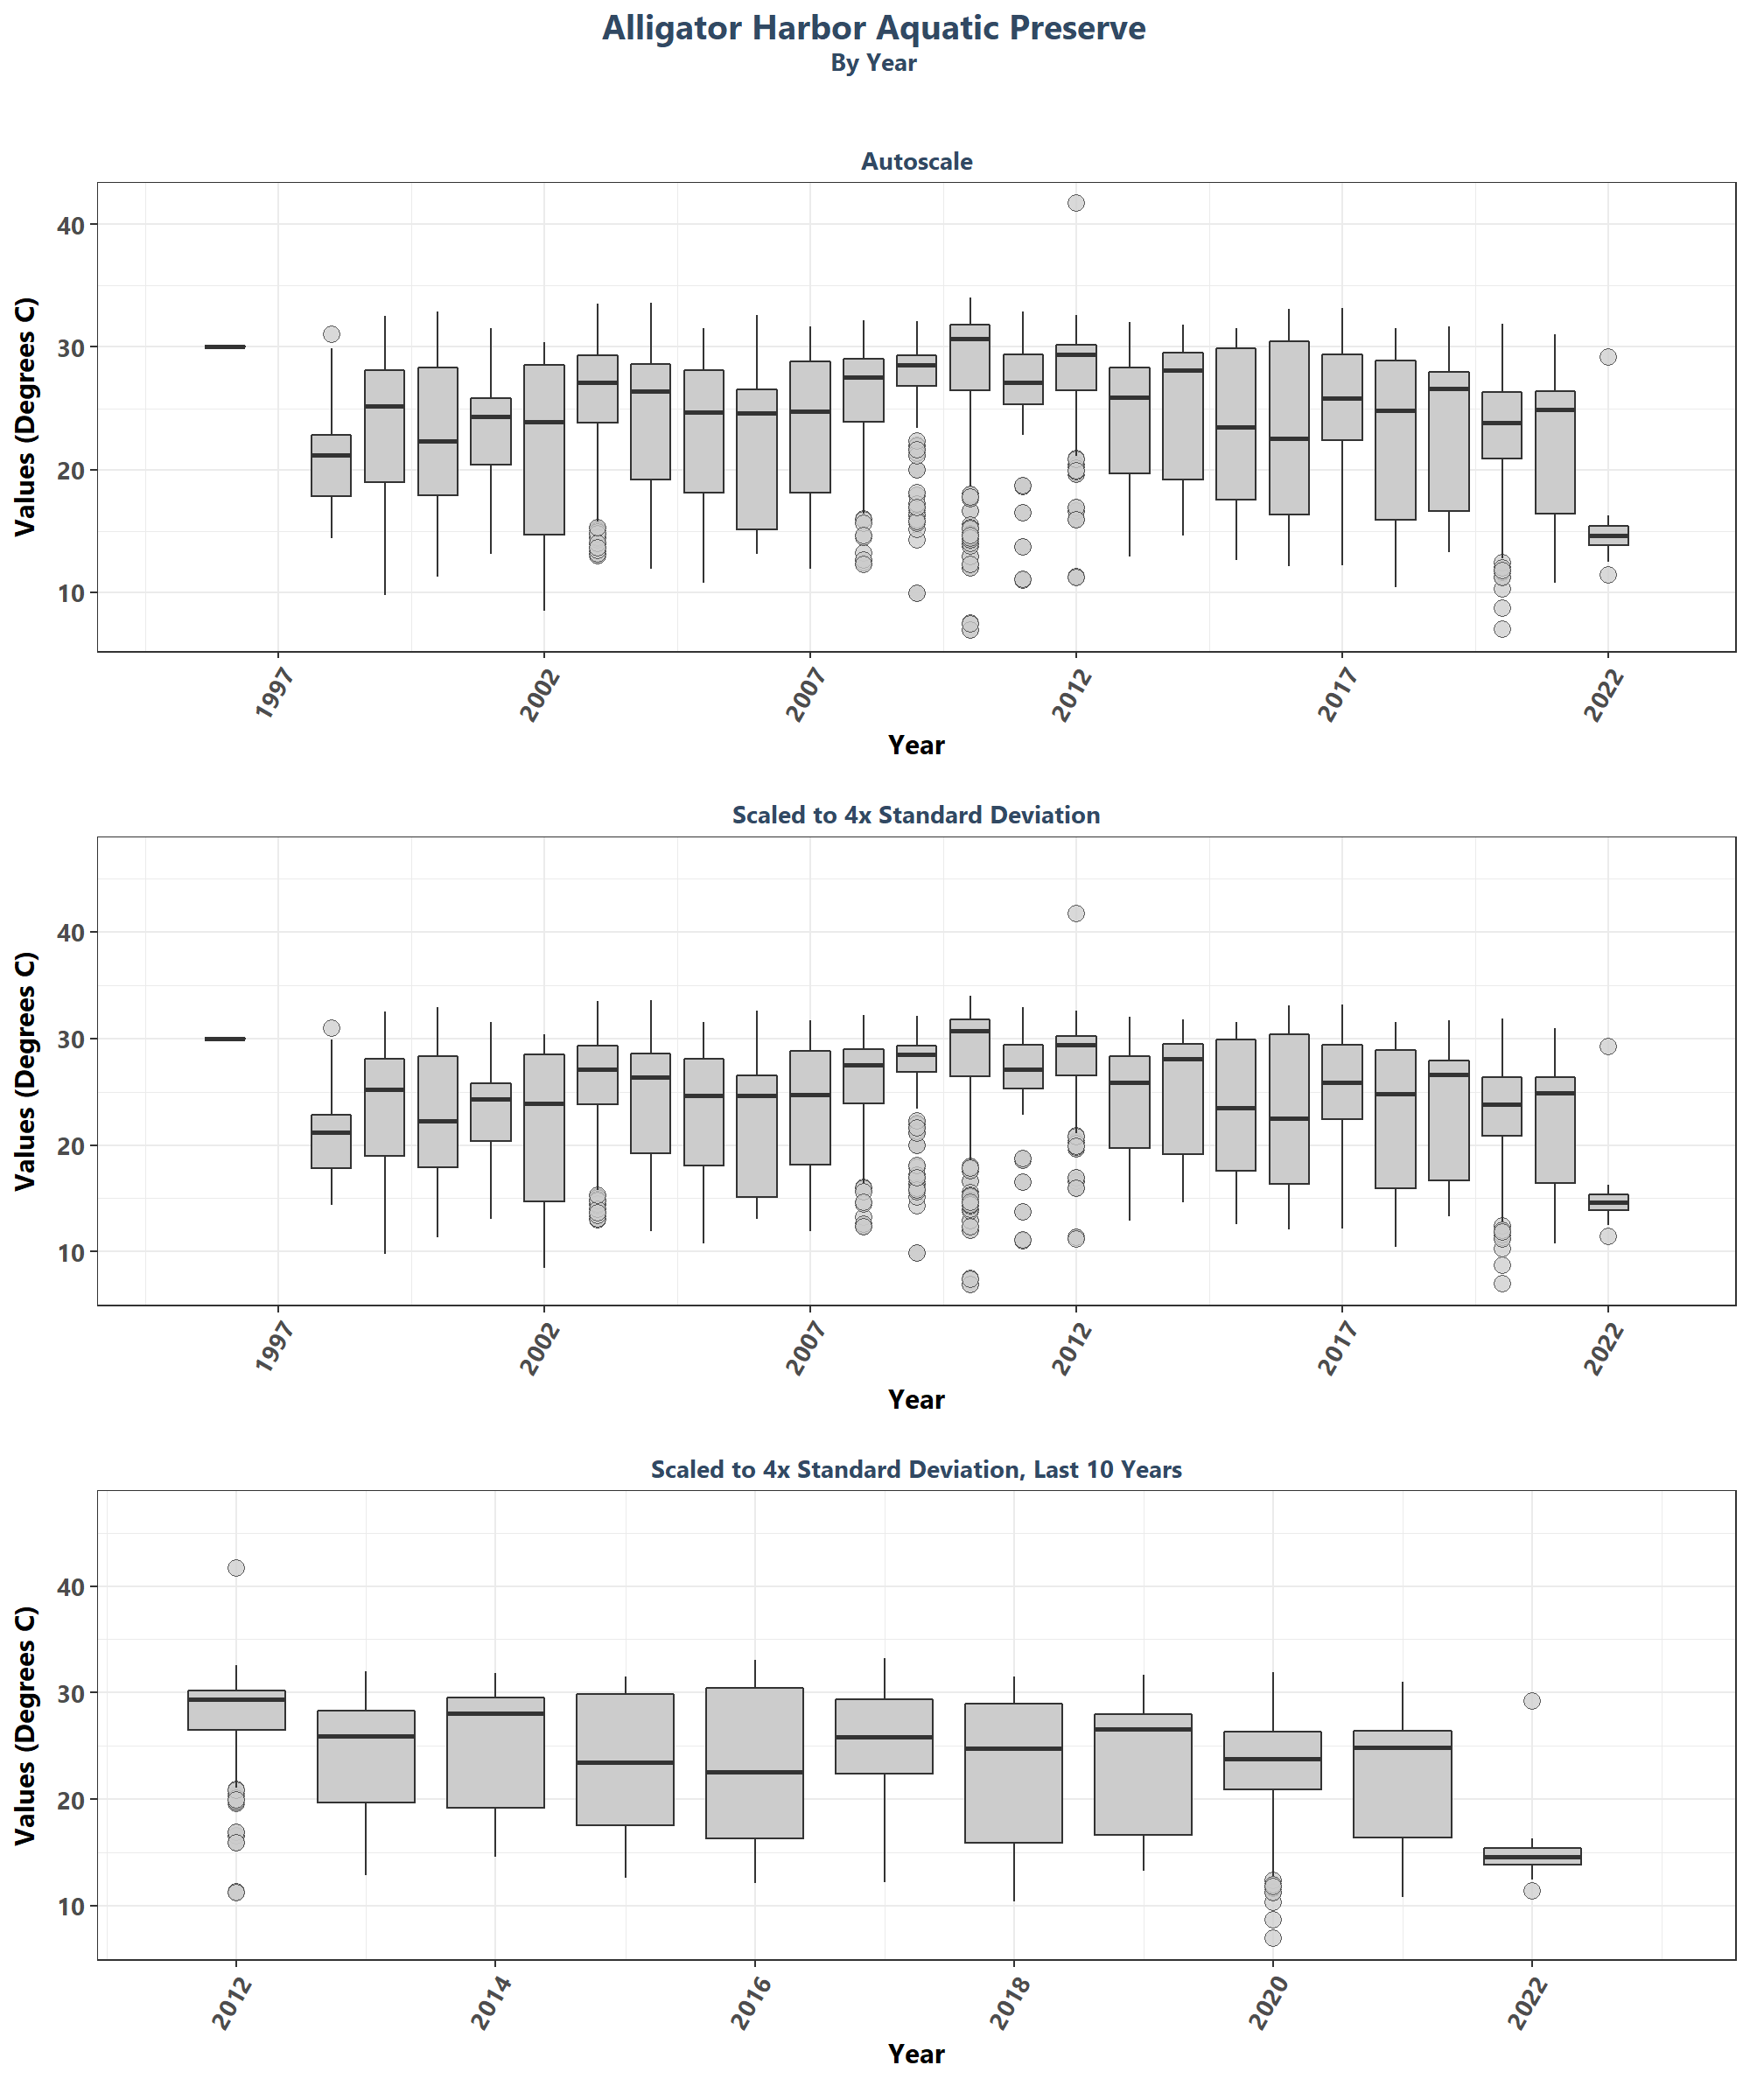 Alligator Harbor Aquatic Preserve
By Year
Autoscale
Values (Degrees C)
40
30
20
10
1997
2002
2007
2012
2017
2022
Year
Scaled to 4x Standard Deviation
Values (Degrees C)
40
30
20
10
1997
2002
2007
2012
2017
2022
Year
Scaled to 4x Standard Deviation, Last 10 Years
Values (Degrees C)
40
30
20
10
2012
2014
2016
2018
2020
2022
Year